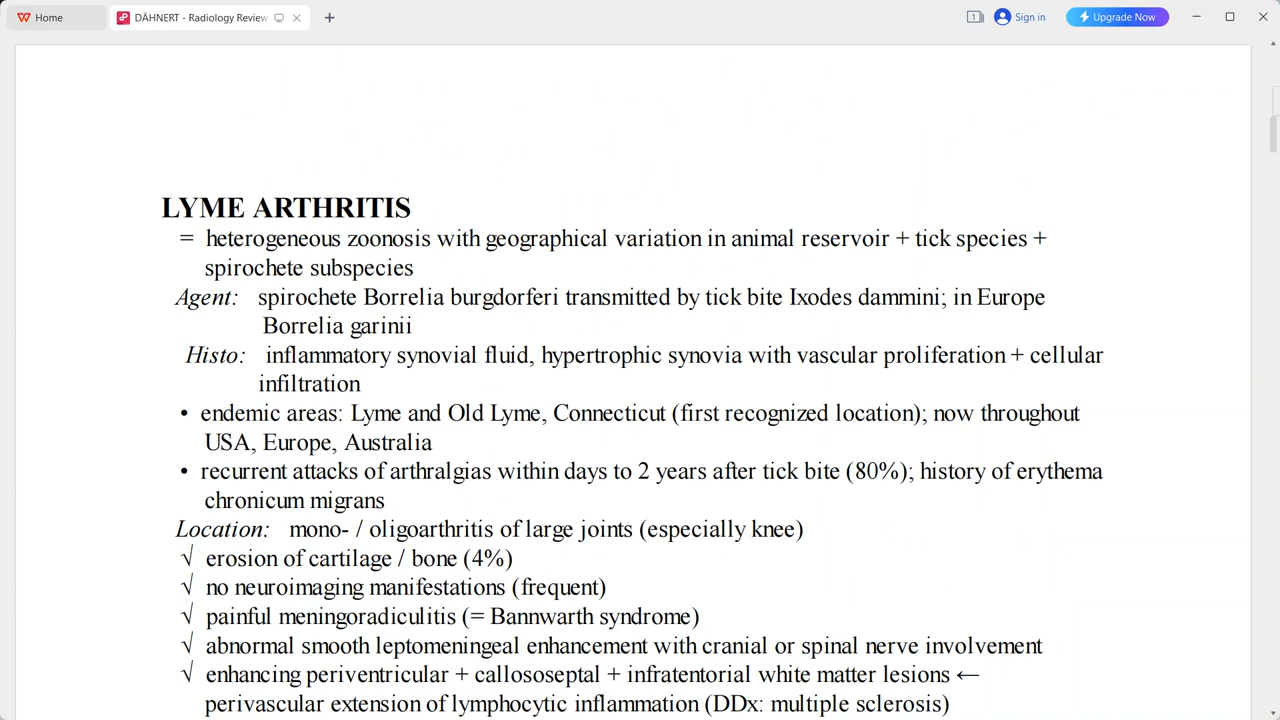 Home
DÄHNERT - Radiology Review
1
Sign in
Upgrade Now
LYME ARTHRITIS
= heterogeneous zoonosis with geographical variation in animal reservoir + tick species +
spirochete subspecies
Agent: spirochete Borrelia burgdorferi transmitted by tick bite Ixodes dammini; in Europe
Borrelia garinii
Histo: inflammatory synovial fluid, hypertrophic synovia with vascular proliferation + cellular
infiltration
• endemic areas: Lyme and Old Lyme, Connecticut (first recognized location); now throughout
USA, Europe, Australia
• recurrent attacks of arthralgias within days to 2 years after tick bite (80%); history of erythema
chronicum migrans
Location: mono- / oligoarthritis of large joints (especially knee)
√ erosion of cartilage / bone (4%)
√ no neuroimaging manifestations (frequent)
√ painful meningoradiculitis (= Bannwarth syndrome)
√ abnormal smooth leptomeningeal enhancement with cranial or spinal nerve involvement
√ enhancing periventricular + callososeptal + infratentorial white matter lesions ←
perivascular extension of lymphocytic inflammation (DDx: multiple sclerosis)